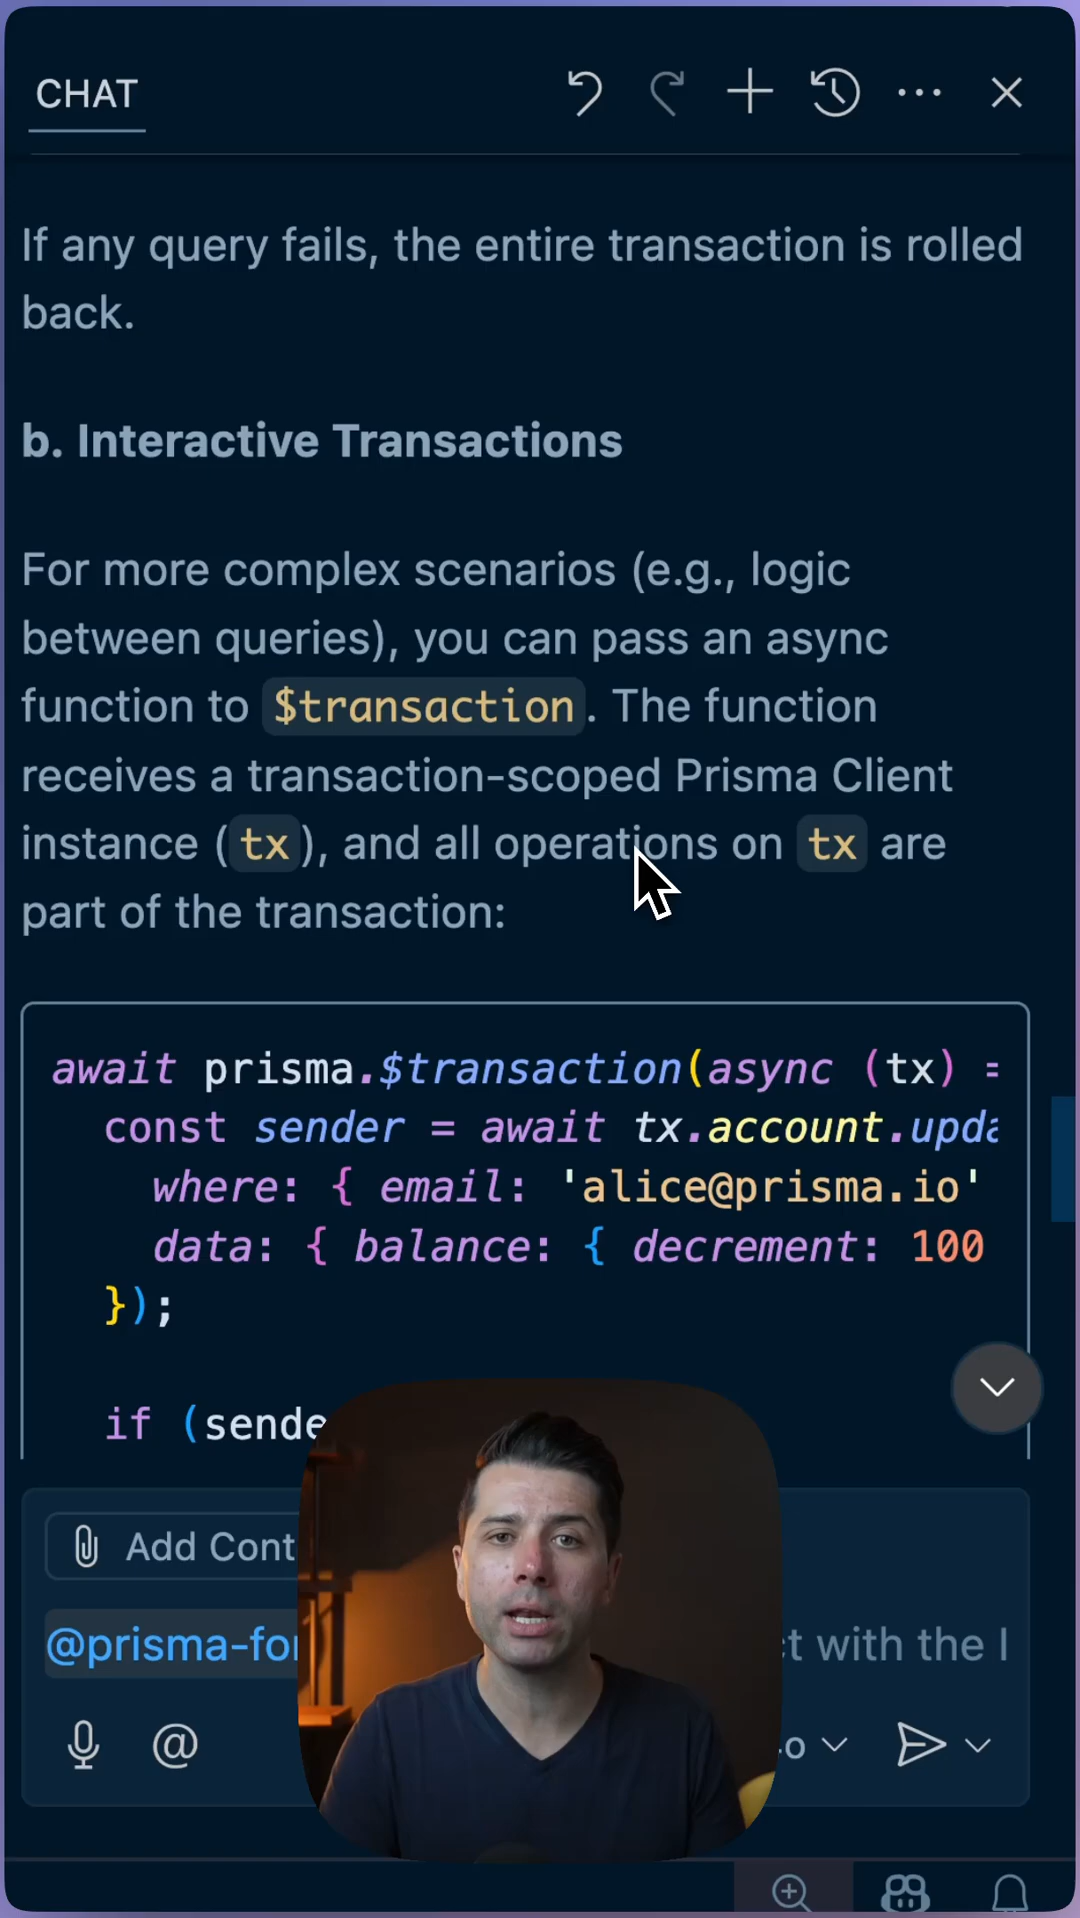 CHAT
If any query fails, the entire transaction is rolled
back.
b. Interactive Transactions
For more complex scenarios (e.g., logic
between queries), you can pass an async
function to $transaction. The function
receives a transaction-scoped Prisma Client
instance (tx), and all operations on tx are
part of the transaction:
await prisma.$transaction(async (tx) =
const sender = await tx.account.upda
where: { email: 'alice@prisma.io'
data: { balance: { decrement: 100
});
if (sende
Add Cont
@prisma-for ct with the l
@ .o